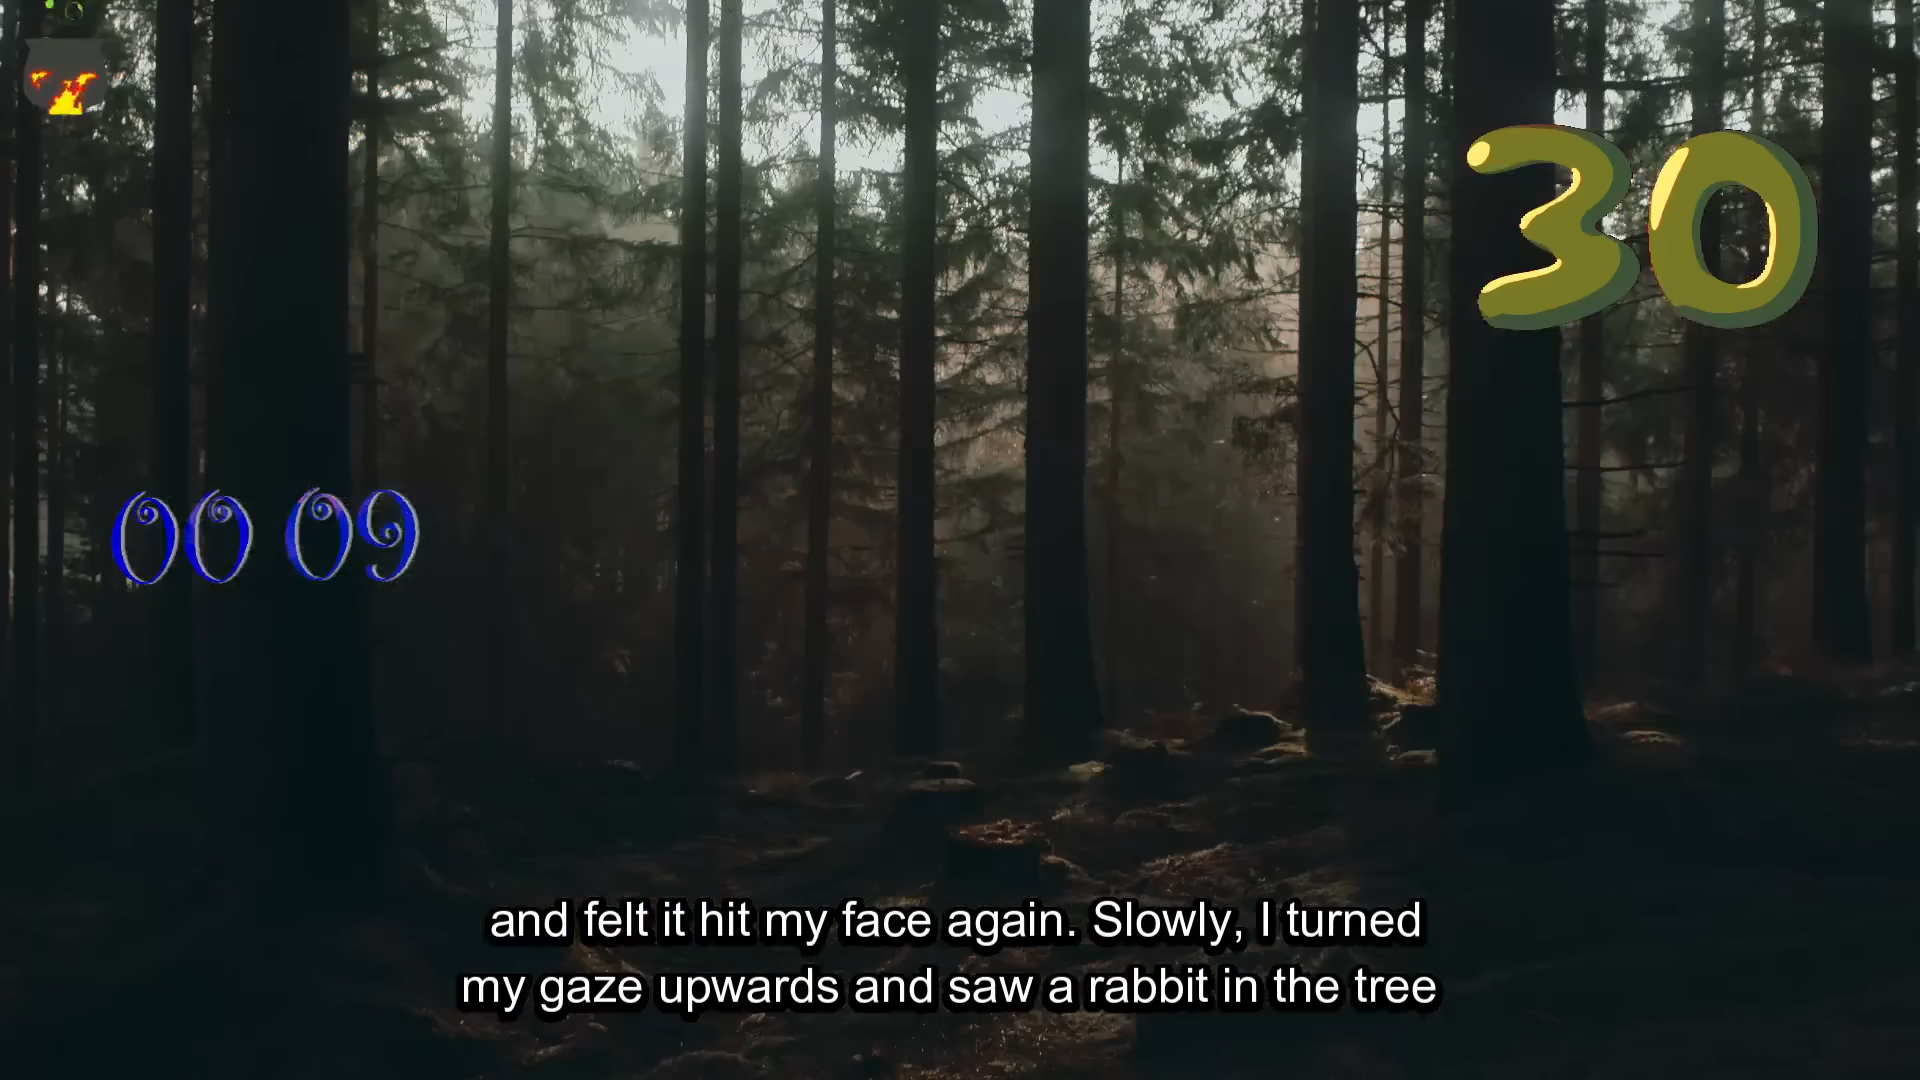 30
00 09
and felt it hit my face again. Slowly, I turned
my gaze upwards and saw a rabbit in the tree